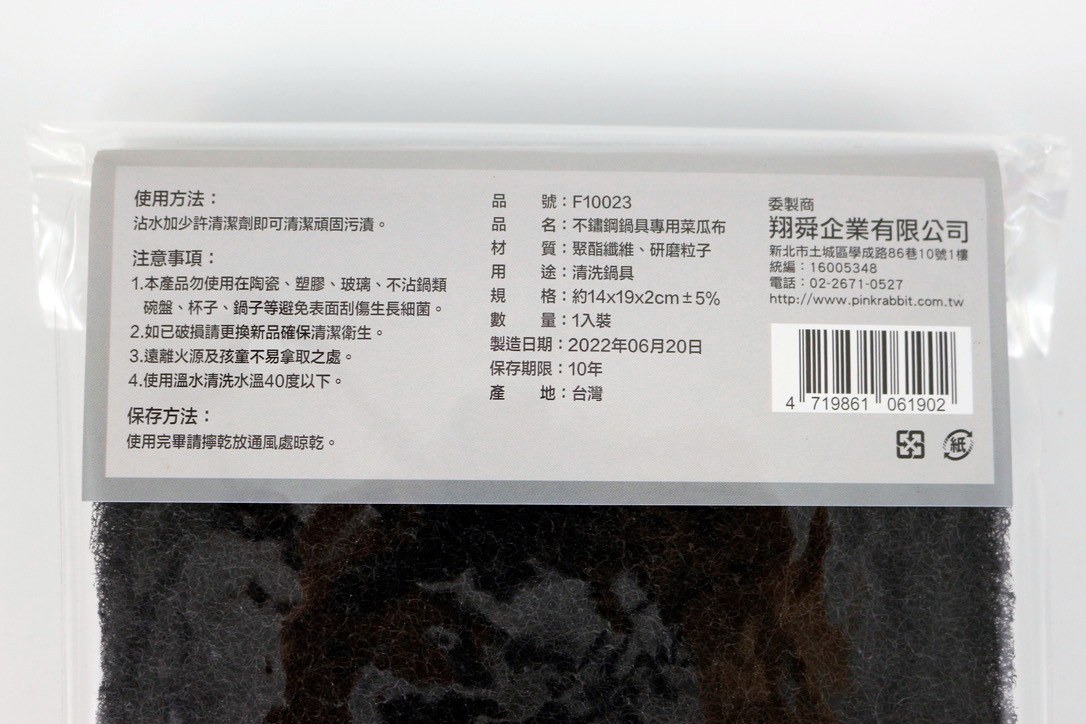 使用方法：
沾水加少許清潔劑即可清潔頑固污漬。
注意事項：
1.本產品勿使用在陶瓷、塑膠、玻璃、不沾鍋類
碗盤、杯子、鍋子等避免表面刮傷生長細菌。
2.如已破損請更換新品確保清潔衛生。
3.遠離火源及孩童不易拿取之處。
4.使用溫水清洗水溫40度以下。
保存方法：
使用完畢請擰乾放通風處晾乾。
品　　號：F10023
品　　名：不鏽鋼鍋具專用菜瓜布
材　　質：聚酯纖維、研磨粒子
用　　途：清洗鍋具
規　　格：約14x19x2cm±5%
數　　量：1入裝
製造日期：2022年06月20日
保存期限：10年
產　　地：台灣
委製商
翔舜企業有限公司
新北市土城區學成路86巷10號1樓
統編：16005348
電話：02-2671-0527
http://www.pinkrabbit.com.tw
4 719861 061902
紙